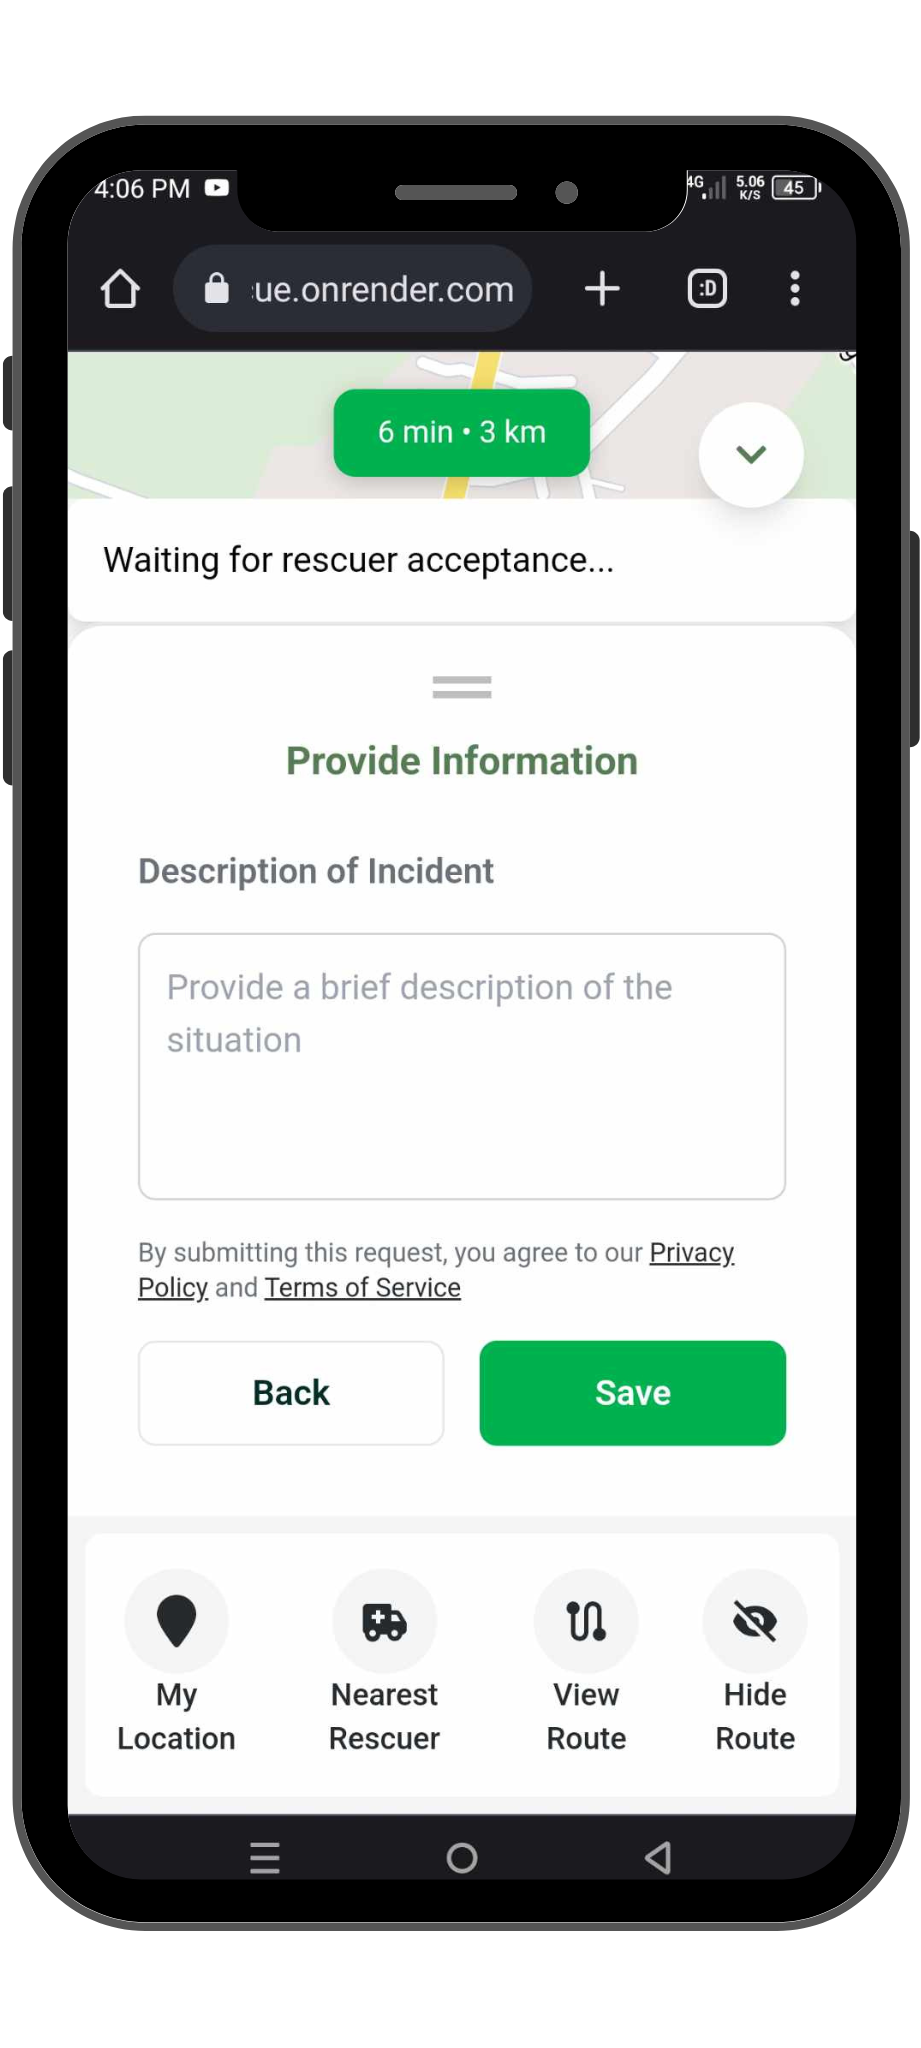 4:06 PM
4G
5.06
K/S
45
ue.onrender.com
:D
6 min • 3 km
Waiting for rescuer acceptance...
Provide Information
Description of Incident
Provide a brief description of the
situation
By submitting this request, you agree to our Privacy
Policy and Terms of Service
Back
Save
My
Location
Nearest
Rescuer
View
Route
Hide
Route